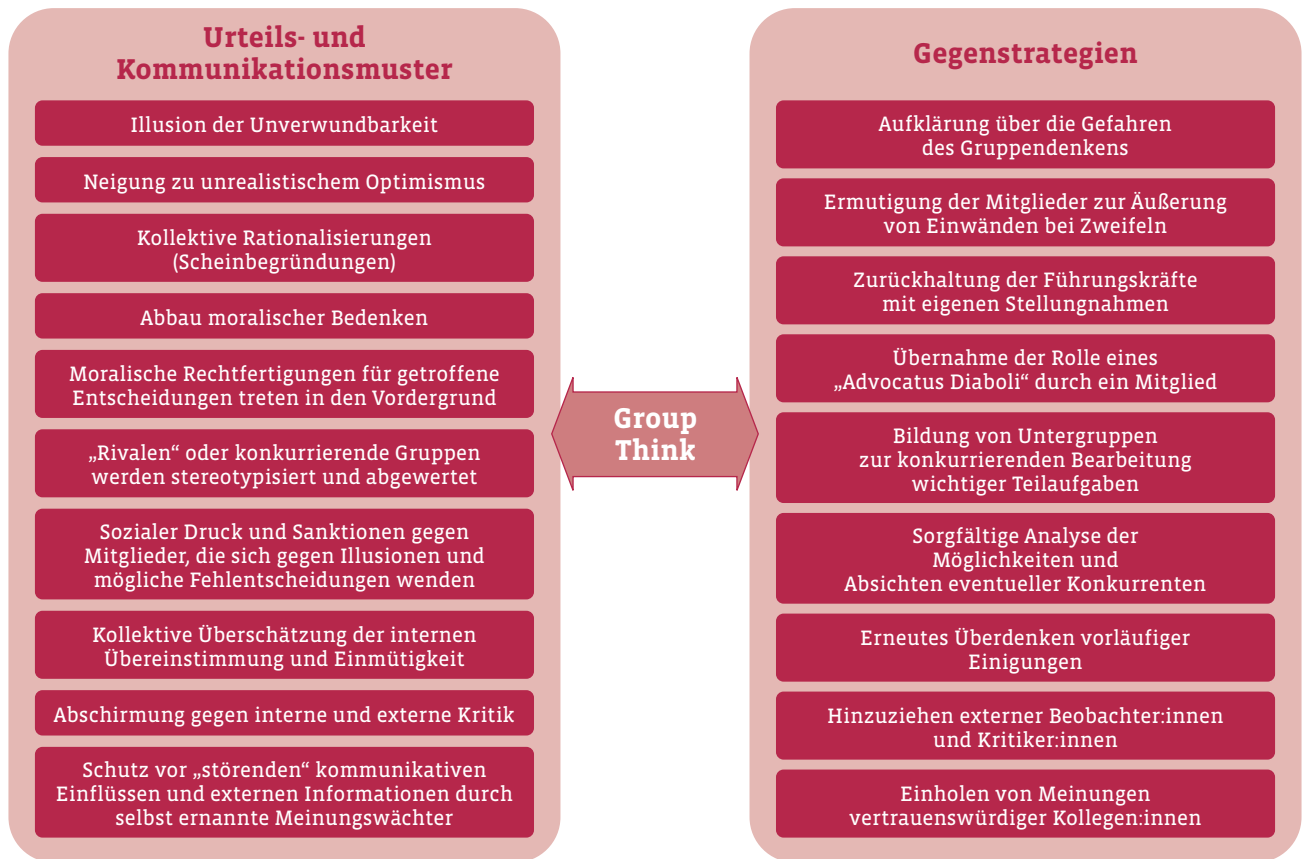 Urteils- und
Kommunikationsmuster
Illusion der Unverwundbarkeit
Neigung zu unrealistischem Optimismus
Kollektive Rationalisierungen
(Scheinbegründungen)
Abbau moralischer Bedenken
Moralische Rechtfertigungen für getroffene
Entscheidungen treten in den Vordergrund
„Rivalen“ oder konkurrierende Gruppen
werden stereotypisiert und abgewertet
Sozialer Druck und Sanktionen gegen
Mitglieder, die sich gegen Illusionen und
mögliche Fehlentscheidungen wenden
Kollektive Überschätzung der internen
Übereinstimmung und Einmütigkeit
Abschirmung gegen interne und externe Kritik
Schutz vor „störenden“ kommunikativen
Einflüssen und externen Informationen durch
selbst ernannte Meinungswächter
Group
Think
Gegenstrategien
Aufklärung über die Gefahren
des Gruppendenkens
Ermutigung der Mitglieder zur Äußerung
von Einwänden bei Zweifeln
Zurückhaltung der Führungskräfte
mit eigenen Stellungnahmen
Übernahme der Rolle eines
„Advocatus Diaboli“ durch ein Mitglied
Bildung von Untergruppen
zur konkurrierenden Bearbeitung
wichtiger Teilaufgaben
Sorgfältige Analyse der
Möglichkeiten und
Absichten eventueller Konkurrenten
Erneutes Überdenken vorläufiger
Einigungen
Hinzuziehen externer Beobachter:innen
und Kritiker:innen
Einholen von Meinungen
vertrauenswürdiger Kollegen:innen